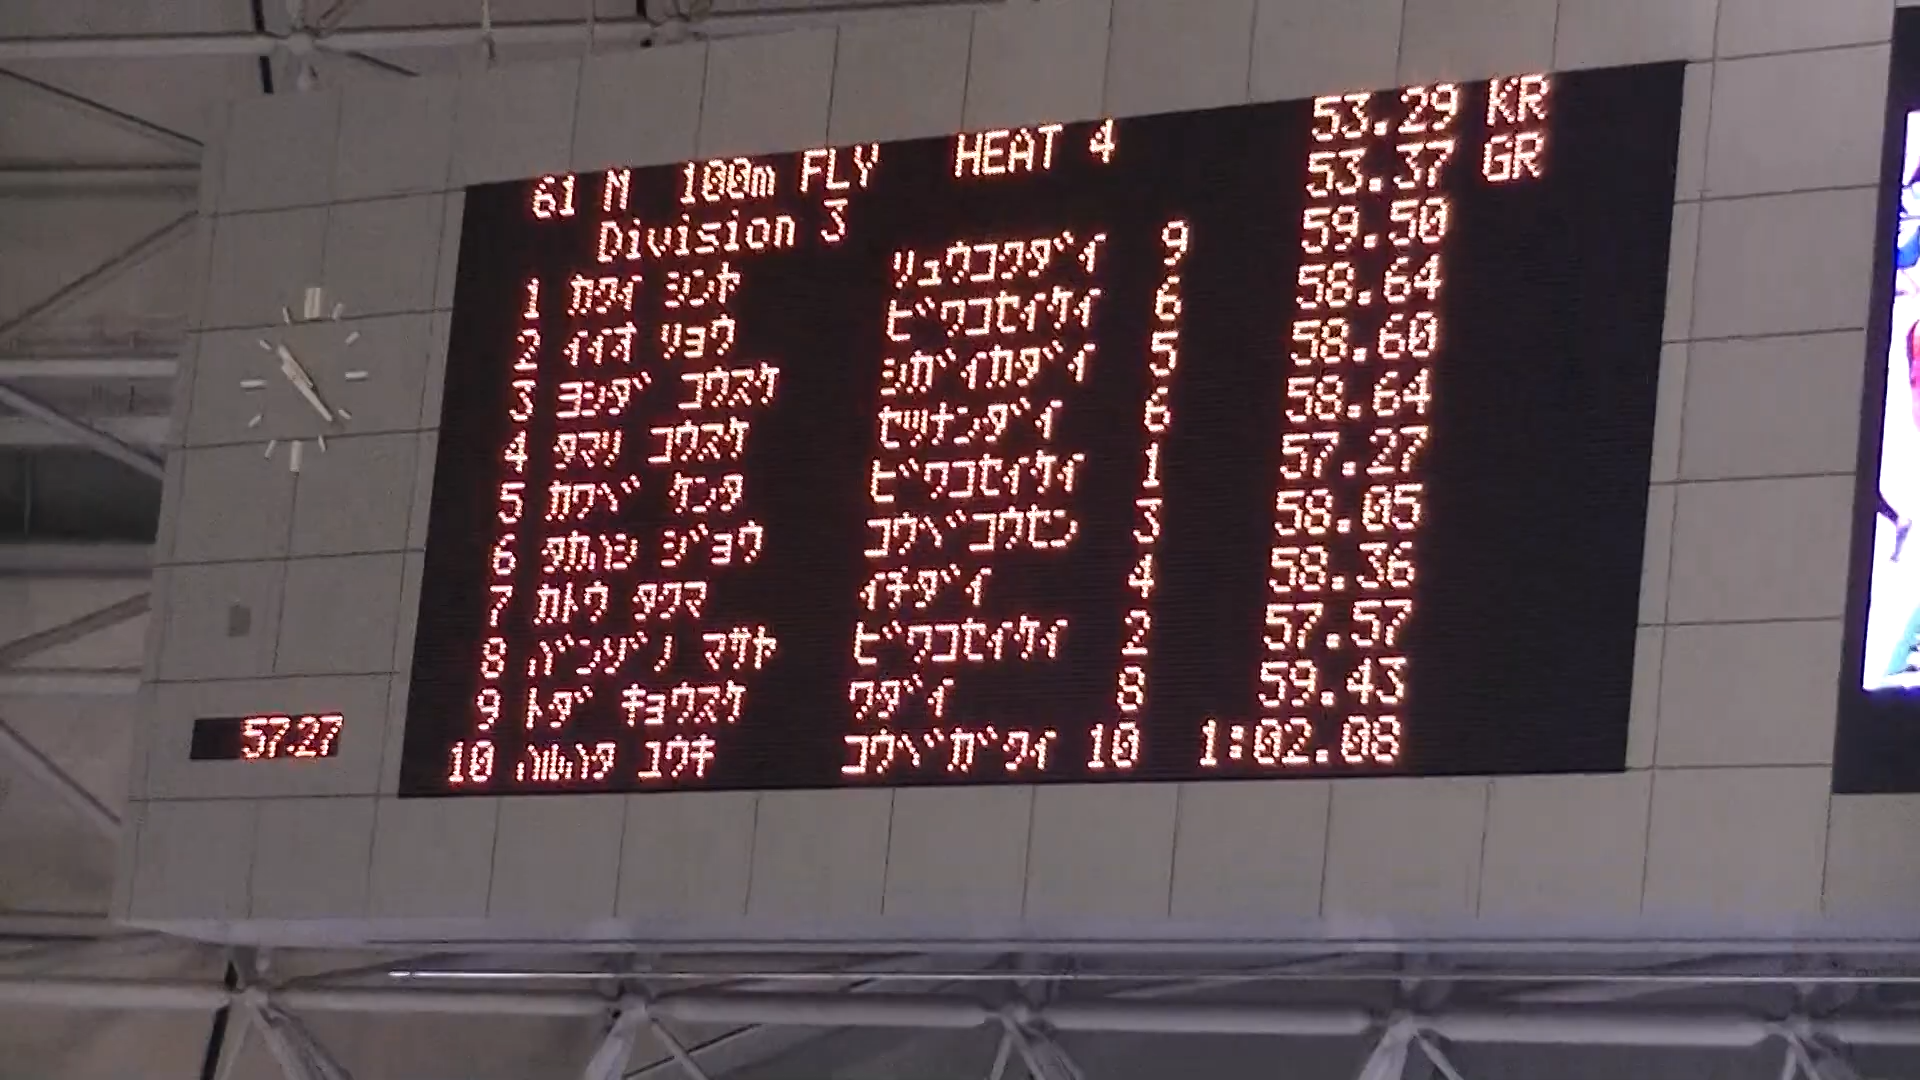 61 M 100m FLY HEAT 4 53.29 KR
Division 3 53.37 GR
1 ｶｸｲ ｼﾝﾔ ﾘｭｳｺｸﾀﾞｲ 9 59.50
2 ｲｲｵ ﾘｮｳ ﾋﾞﾜｺｾｲｹｲ 6 58.64
3 ﾖｼﾀﾞ ｺｳｽｹ ｼｶﾞｲｶﾀﾞｲ 5 58.60
4 ﾀﾏﾘ ｺｳｽｹ ｾﾂﾅﾝﾀﾞｲ 6 58.64
5 ｶﾜﾍﾞ ｹﾝﾀ ﾋﾞﾜｺｾｲｹｲ 1 57.27
6 ﾀｶﾊｼ ｼﾞｮｳ ｺｳﾍﾞｺｳｾﾝ 3 58.05
7 ｶﾄｳ ﾀｸﾏ ｲﾁﾀﾞｲ 4 58.36
8 ﾊﾞﾝｿﾞﾉ ﾏｻﾔ ﾋﾞﾜｺｾｲｹｲ 2 57.57
9 ﾄﾀﾞ ｷｮｳｽｹ ﾜﾀﾞｲ 8 59.43
10 ﾊﾙﾊﾀ ﾕｳｷ ｺｳﾍﾞｶﾞｸｲ 10 1:02.08
57.27